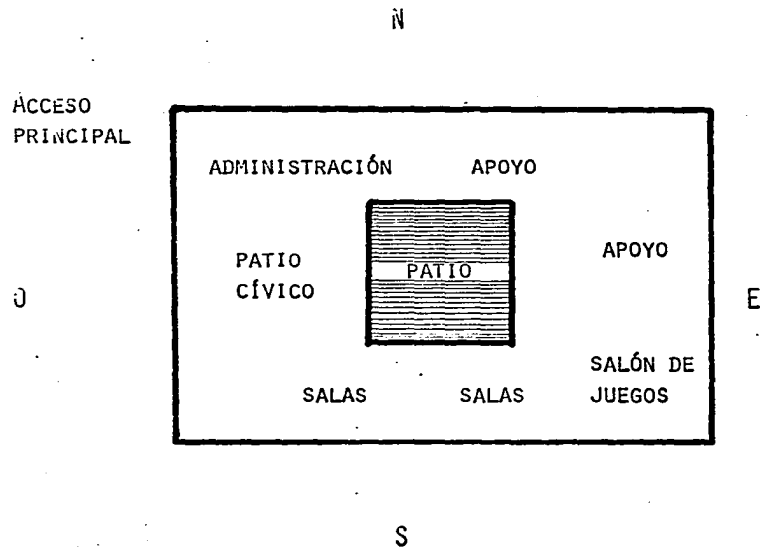 N
ACCESO
PRINCIPAL
ADMINISTRACIÓN APOYO
PATIO
CÍVICO
PATIO
APOYO
O
E
SALÓN DE
JUEGOS
SALAS SALAS
S